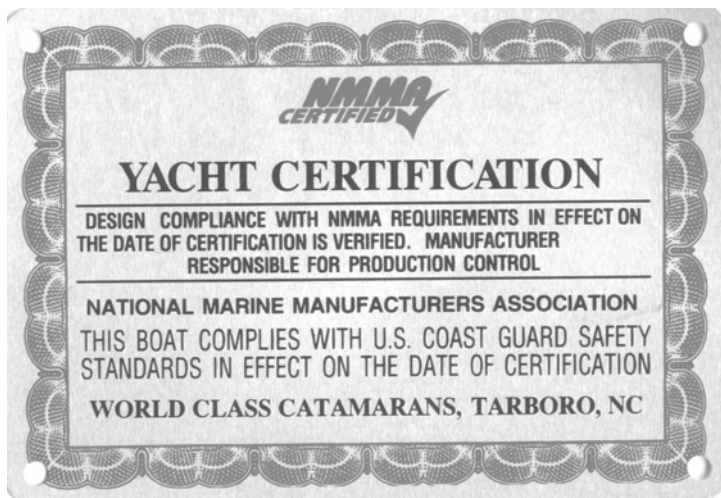 NMMA
CERTIFIED
YACHT CERTIFICATION
DESIGN COMPLIANCE WITH NMMA REQUIREMENTS IN EFFECT ON
THE DATE OF CERTIFICATION IS VERIFIED. MANUFACTURER
RESPONSIBLE FOR PRODUCTION CONTROL
NATIONAL MARINE MANUFACTURERS ASSOCIATION
THIS BOAT COMPLIES WITH U.S. COAST GUARD SAFETY
STANDARDS IN EFFECT ON THE DATE OF CERTIFICATION
WORLD CLASS CATAMARANS, TARBORO, NC